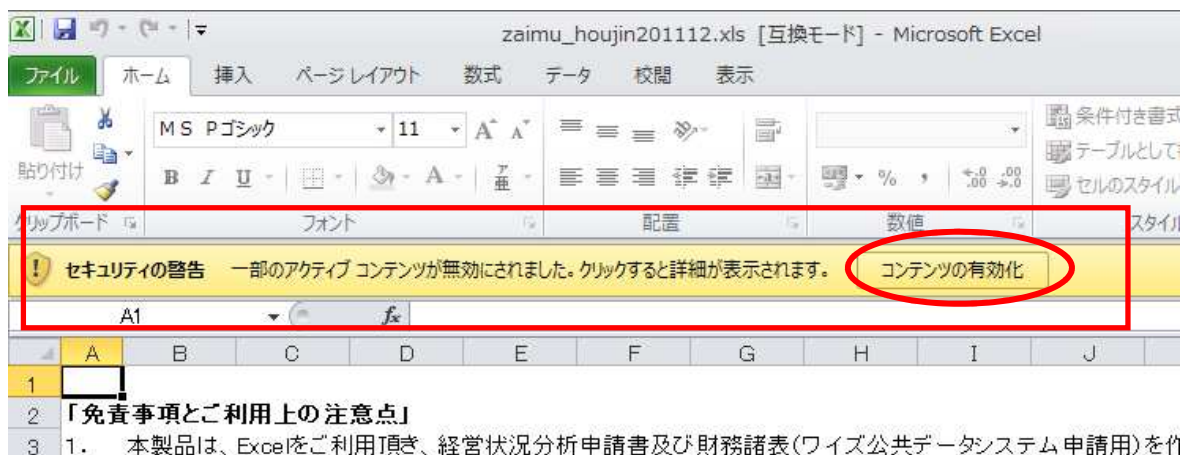 zaimu_houjin201112.xls [互換モード] - Microsoft Excel
ファイル ホーム 挿入 ページ レイアウト 数式 データ 校閲 表示
貼り付け
ＭＳ Ｐゴシック 11
条件付き書式
テーブルとして
セルのスタイル
B I U A ア亜 % ,
クリップボード フォント 配置 数値 スタイル
セキュリティの警告 一部のアクティブ コンテンツが無効にされました。クリックすると詳細が表示されます。 コンテンツの有効化
A1 fx
A B C D E F G H I J
1
2 「免責事項とご利用上の注意点」
3 1. 本製品は、Excelをご利用頂き、経営状況分析申請書及び財務諸表(ワイズ公共データシステム申請用)を作